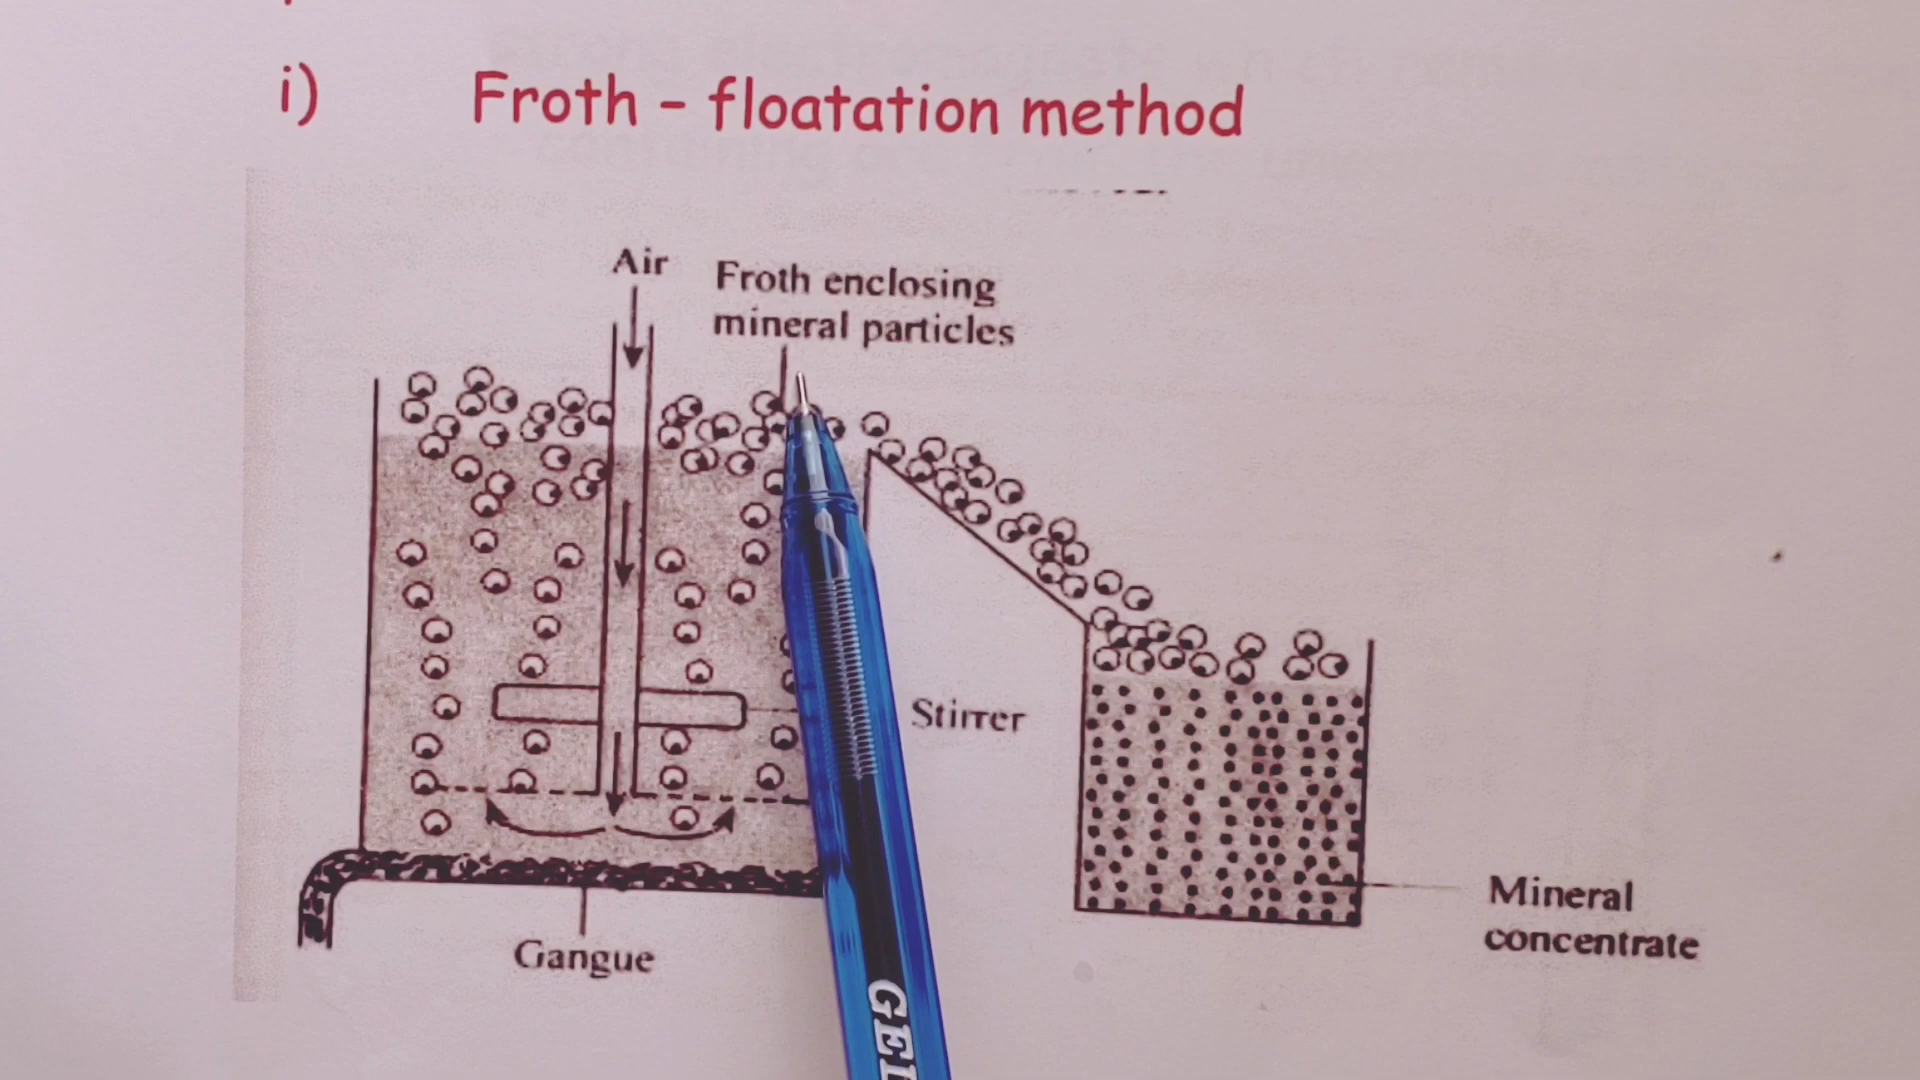 i) Froth - floatation method
Air
Froth enclosing
mineral particles
Stirrer
Mineral
concentrate
Gangue
GEL